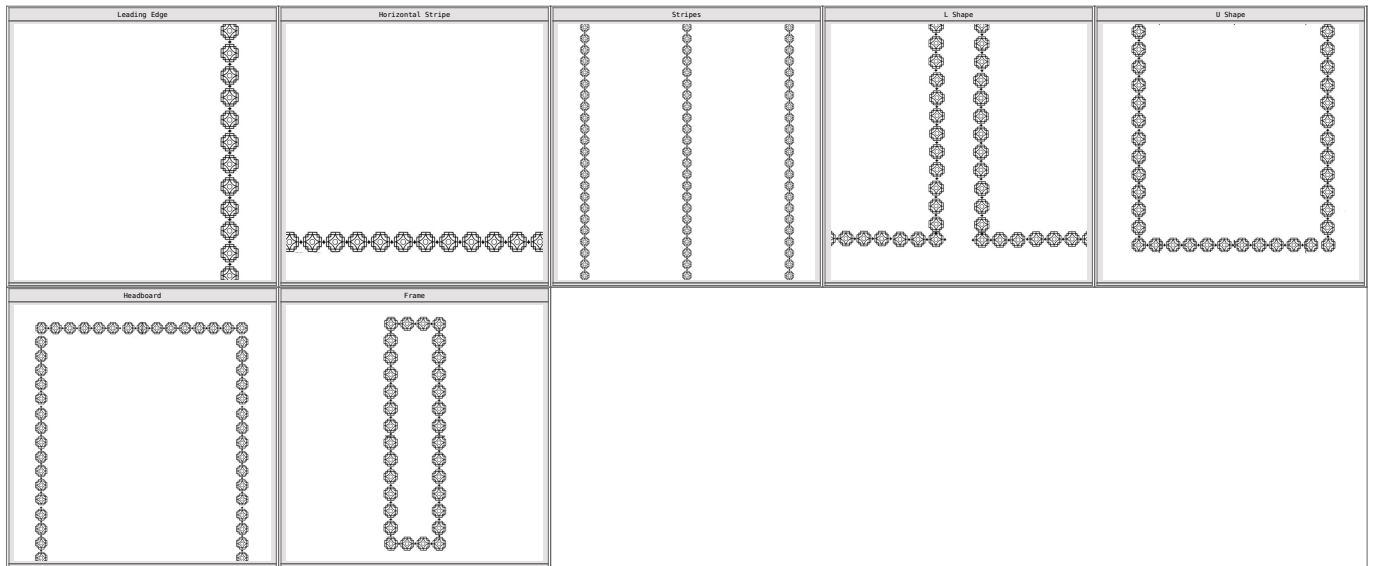 Leading Edge
Horizontal Stripe
Stripes
L Shape
U Shape
Headboard
Frame